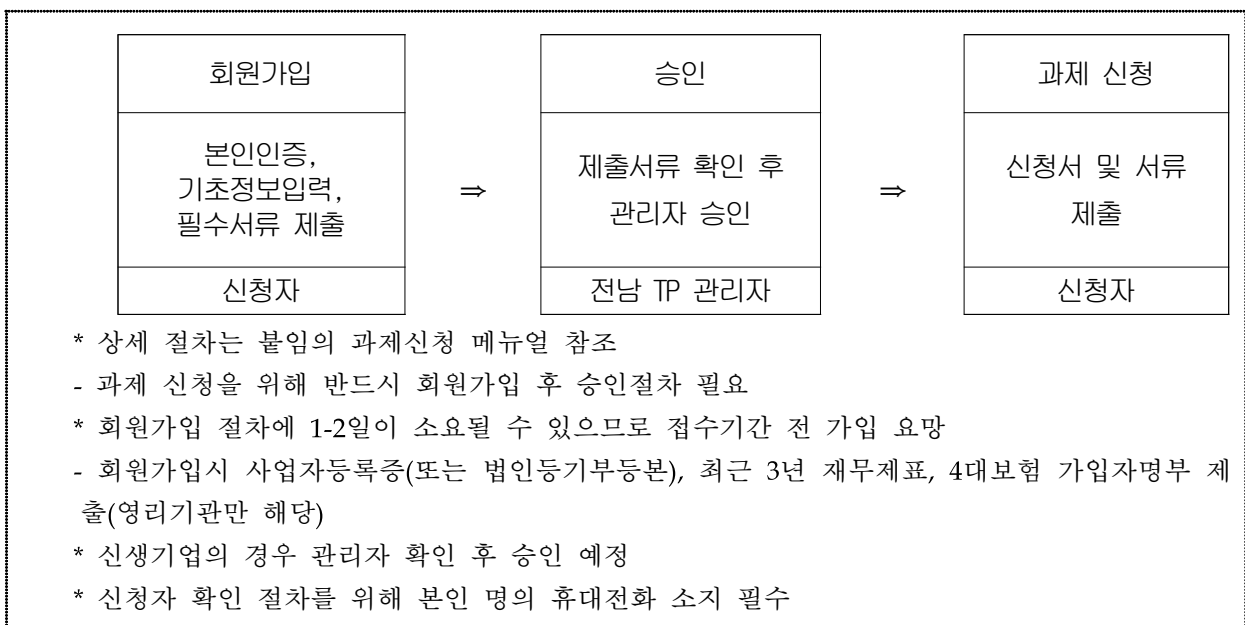 회원가입
승인
과제 신청
본인인증,
기초정보입력,
필수서류 제출
⇒
제출서류 확인 후
관리자 승인
⇒
신청서 및 서류
제출
신청자
전남 TP 관리자
신청자
* 상세 절차는 붙임의 과제신청 메뉴얼 참조
- 과제 신청을 위해 반드시 회원가입 후 승인절차 필요
* 회원가입 절차에 1-2일이 소요될 수 있으므로 접수기간 전 가입 요망
- 회원가입시 사업자등록증(또는 법인등기부등본), 최근 3년 재무제표, 4대보험 가입자명부 제
출(영리기관만 해당)
* 신생기업의 경우 관리자 확인 후 승인 예정
* 신청자 확인 절차를 위해 본인 명의 휴대전화 소지 필수